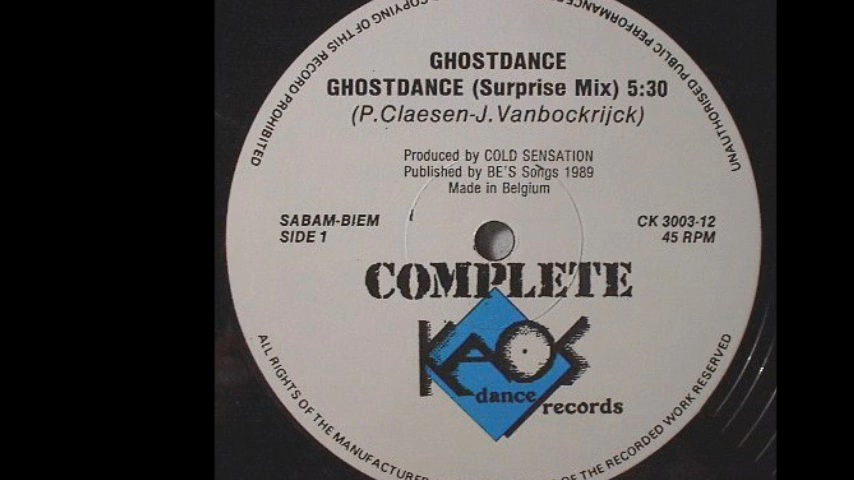 GHOSTDANCE
GHOSTDANCE (Surprise Mix) 5:30
(P.Claesen-J.Vanbockrijck)
Produced by COLD SENSATION
Published by BE'S Songs 1989
Made in Belgium
SABAM-BIEM
SIDE 1
CK 3003-12
45 RPM
COMPLETE
KAOS
dance
records
UNAUTHORISED PUBLIC PERFORMANCE
COPYING OF THIS RECORD PROHIBITED
ALL RIGHTS OF THE MANUFACTURER
OF THE RECORDED WORK RESERVED